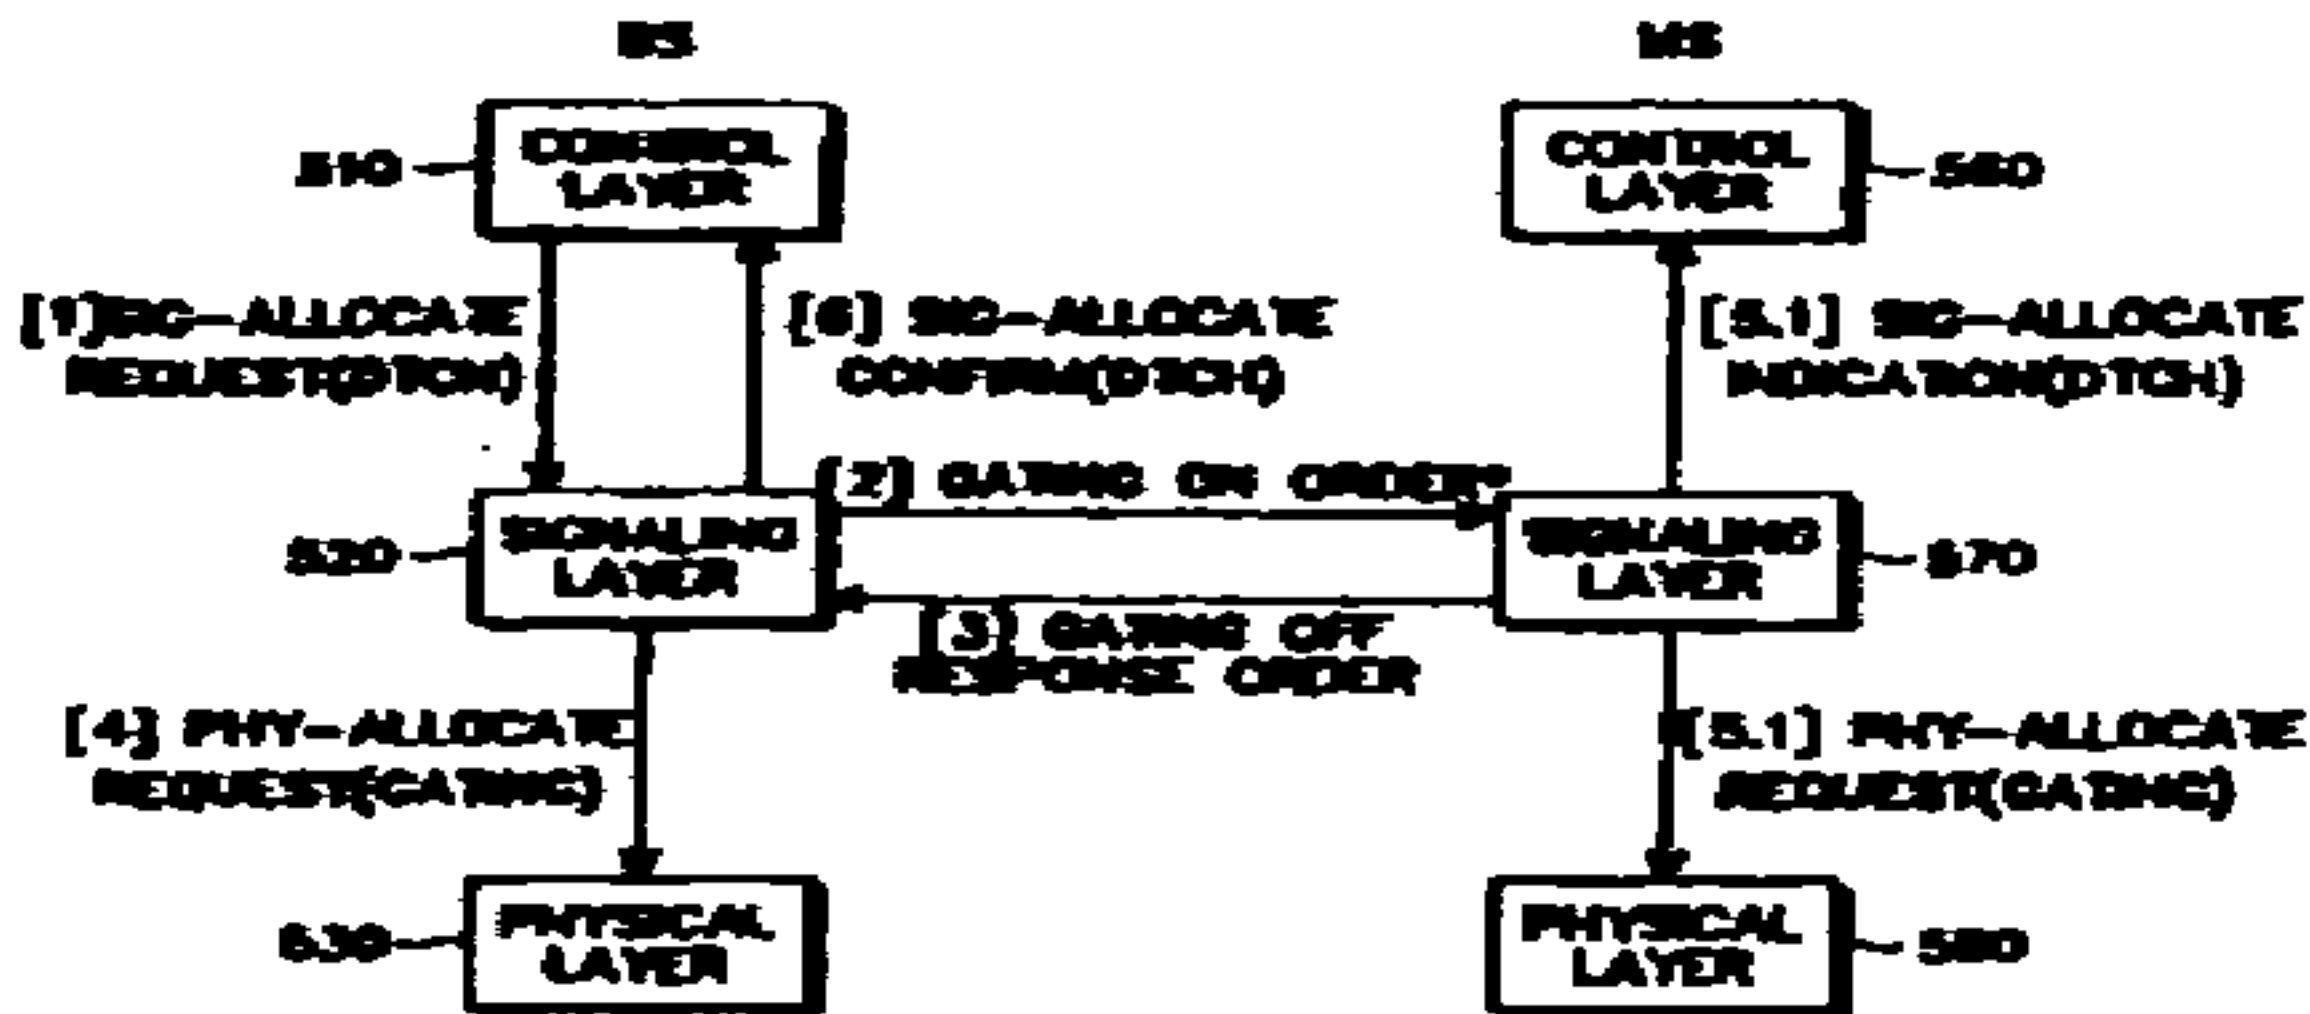 BS
MS
CONTROL
LAYER
CONTROL
LAYER
510
[1]SIG-ALLOCATE
REQUEST(DTCH)
[6] SIG-ALLOCATE
CONFIRM(DTCH)
[5.1] SIG-ALLOCATE
INDICATION(DTCH)
[2] GATING ON ORDER
SIGNALING
LAYER
SIGNALING
LAYER
570
[3] GATING OFF
RESPONSE ORDER
[4] PHY-ALLOCATE
REQUEST(GATING)
[5.1] PHY-ALLOCATE
REQUEST(GATING)
PHYSICAL
LAYER
PHYSICAL
LAYER